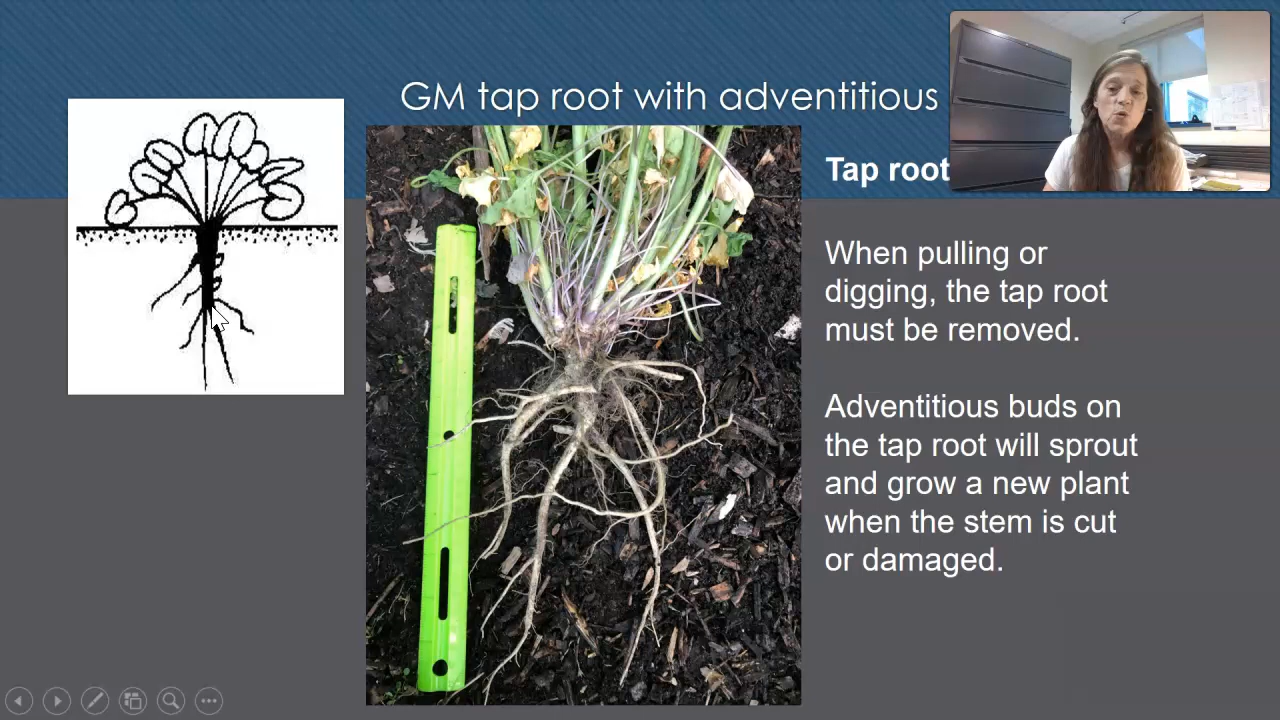 GM tap root with adventitious
Tap root
When pulling or
digging, the tap root
must be removed.
Adventitious buds on
the tap root will sprout
and grow a new plant
when the stem is cut
or damaged.